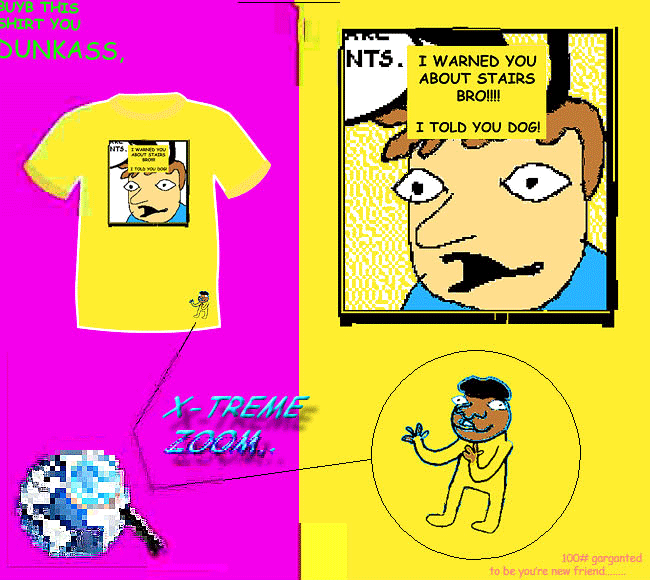 BUYB THIS
SHIRT YOU
DUNKASS,
NTS.
I WARNED YOU
ABOUT STAIRS
BRO!!!!
I TOLD YOU DOG!
NTS.
I WARNED YOU
ABOUT STAIRS
BRO!!!!
I TOLD YOU DOG!
X-TREME
ZOOM..
100# garganted
to be you're new friend........